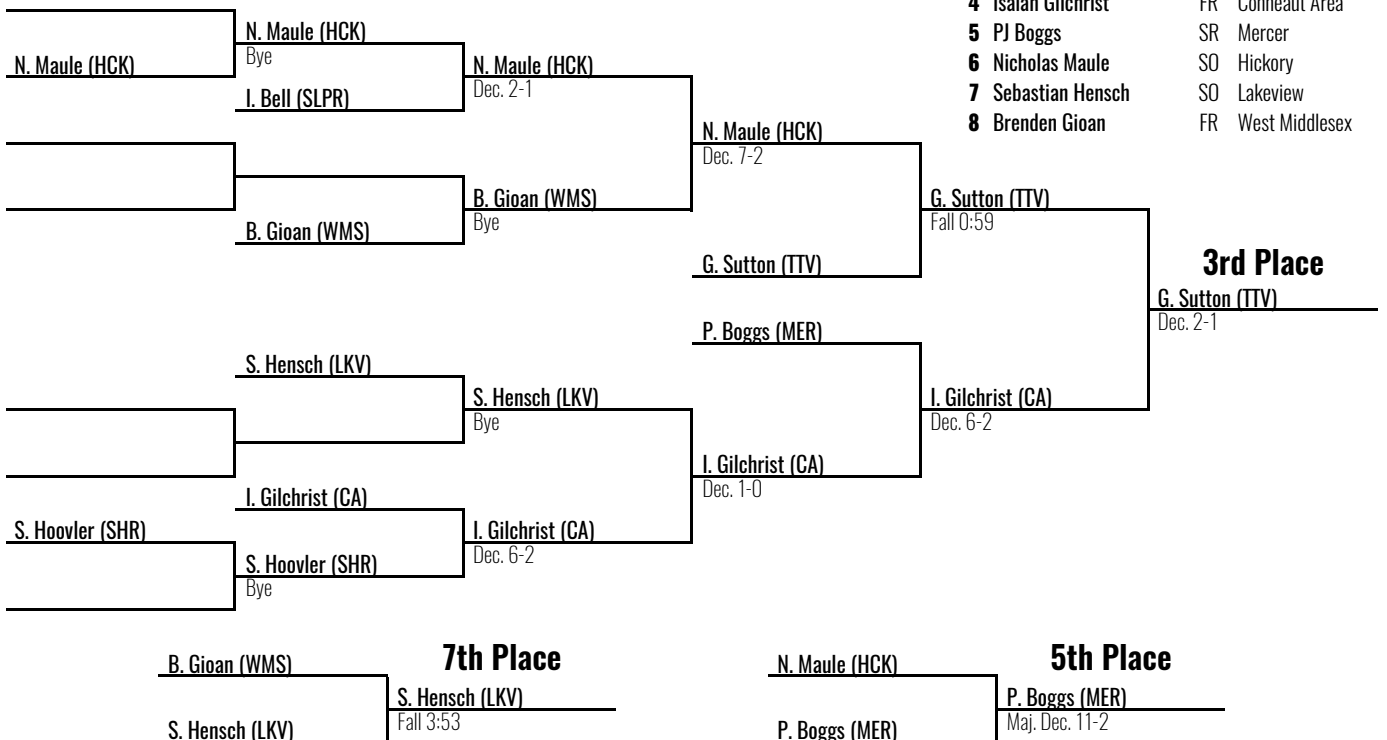 4 Isaiah Gilchrist FR Conneaut Area
N. Maule (HCK)
Bye
5 PJ Boggs SR Mercer
N. Maule (HCK)
N. Maule (HCK)
Dec. 2-1
6 Nicholas Maule SO Hickory
I. Bell (SLPR)
7 Sebastian Hensch SO Lakeview
8 Brenden Gioan FR West Middlesex
N. Maule (HCK)
Dec. 7-2
B. Gioan (WMS)
Bye
G. Sutton (TTV)
Fall 0:59
B. Gioan (WMS)
G. Sutton (TTV)
3rd Place
G. Sutton (TTV)
Dec. 2-1
P. Boggs (MER)
S. Hensch (LKV)
S. Hensch (LKV)
Bye
I. Gilchrist (CA)
Dec. 6-2
I. Gilchrist (CA)
Dec. 1-0
I. Gilchrist (CA)
S. Hoovler (SHR)
I. Gilchrist (CA)
Dec. 6-2
S. Hoovler (SHR)
Bye
7th Place
B. Gioan (WMS)
S. Hensch (LKV)
Fall 3:53
S. Hensch (LKV)
5th Place
N. Maule (HCK)
P. Boggs (MER)
Maj. Dec. 11-2
P. Boggs (MER)